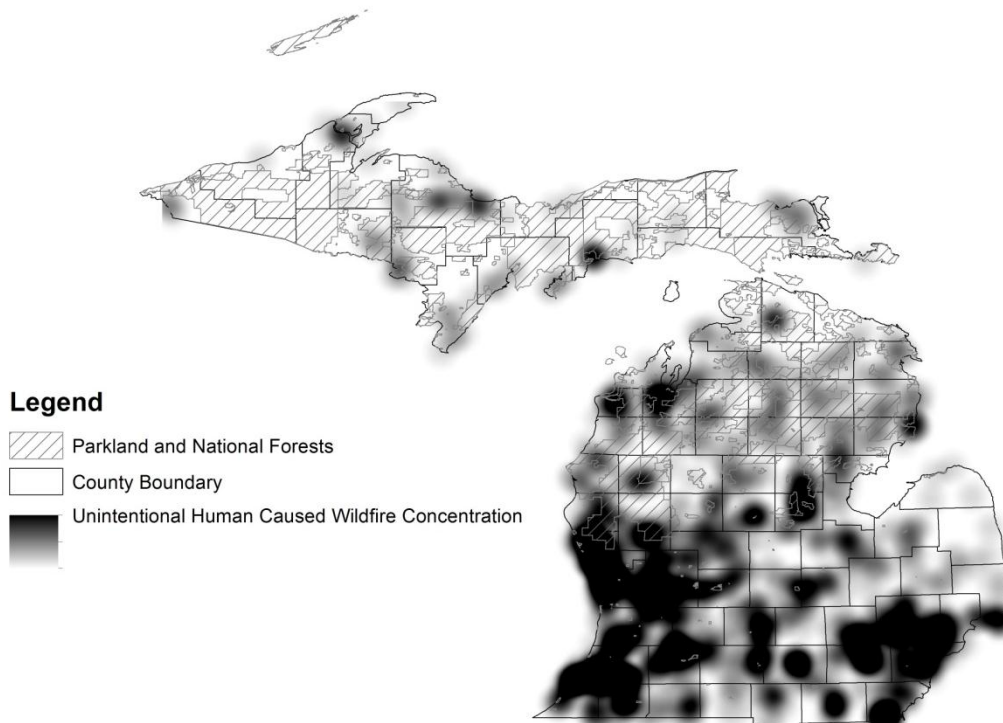 Legend
Parkland and National Forests
County Boundary
Unintentional Human Caused Wildfire Concentration